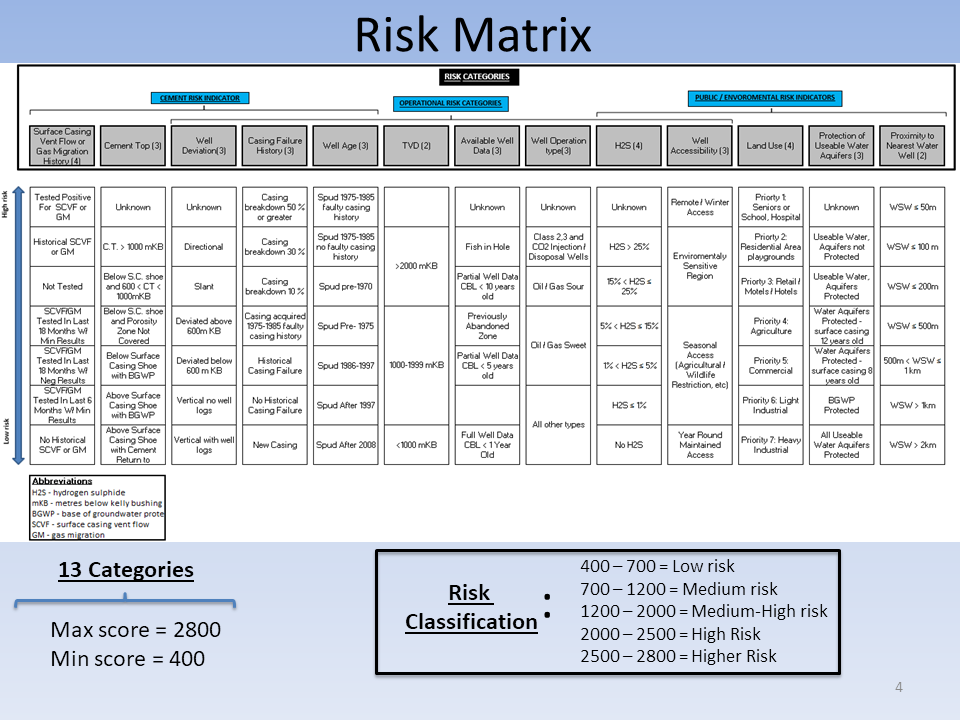 Risk Matrix
RISK CATEGORIES
CEMENT RISK INDICATOR
OPERATIONAL RISK CATEGORIES
PUBLIC / ENVOROMENTAL RISK INDICATORS
Surface Casing
Vent Flow or
Gas Migration
History (4)
Cement Top (3)
Well
Deviation(3)
Casing Failure
History (3)
Well Age (3)
TVD (2)
Available Well
Data (3)
Well Operation
type(3)
H2S (4)
Well
Accessibility (3)
Land Use (4)
Protection of
Useable Water
Aquifers (3)
Proximity to
Nearest Water
Well (2)
High risk
Low risk
Tested Positive
For SCVF or
GM
Historical SCVF
or GM
Not Tested
SCVF/GM
Tested In Last
18 Months W/
Min Results
SCVF/GM
Tested In Last
18 Months W/
Neg Results
SCVF/GM
Tested In Last 6
Months W/ Min
Results
No Historical
SCVF or GM
Unknown
C.T. > 1000 mKB
Below S.C. shoe
and 600 < CT <
1000mKB
Below S.C. shoe
and Porosity
Zone Not
Covered
Below Surface
Casing Shoe
with BGWP
Above Surface
Casing Shoe
with BGWP
Above Surface
Casing Shoe
with Cement
Return to
Unknown
Directional
Slant
Deviated above
600m KB
Deviated below
600 m KB
Vertical no well
logs
Vertical with well
logs
Casing
breakdown 50 %
or greater
Casing
breakdown 30 %
Casing
breakdown 10 %
Casing acquired
1975-1985 faulty
casing history
Historical
Casing Failure
No Historical
Casing Failure
New Casing
Spud 1975-1985
faulty casing
history
Spud 1975-1985
no faulty casing
history
Spud pre-1970
Spud Pre- 1975
Spud 1986-1997
Spud After 1997
Spud After 2008
>2000 mKB
1000-1999 mKB
<1000 mKB
Unknown
Fish in Hole
Partial Well Data
CBL < 10 years
old
Previously
Abandoned
Zone
Partial Well Data
CBL < 5 years
old
Full Well Data
CBL < 1 Year
Old
Unknown
Class 2,3 and
CO2 Injection /
Disoposal Wells
Oil / Gas Sour
Oil / Gas Sweet
All other types
Unknown
H2S > 25%
15% < H2S ≤
25%
5% < H2S ≤ 15%
1% < H2S ≤ 5%
H2S ≤ 1%
No H2S
Remote / Winter
Access
Enviromentaly
Sensitive
Region
Seasonal
Access
(Agricultural /
Wildlife
Restriction, etc)
Year Round
Maintained
Access
Priorty 1:
Seniors or
School, Hospital
Priority 2:
Residential Area
playgrounds
Priority 3: Retail /
Motels / Hotels
Priority 4:
Agriculture
Priority 5:
Commercial
Priority 6: Light
Industrial
Priority 7: Heavy
Industrial
Unknown
Useable Water,
Aquifers not
Protected
Useable Water,
Aquifers
Protected
Water Aquifers
Protected -
surface casing
12 years old
Water Aquifers
Protected -
surface casing 8
years old
BGWP
Protected
All Useable
Water Aquifers
Protected
WSW ≤ 50m
WSW ≤ 100 m
WSW ≤ 200m
WSW ≤ 500m
500m < WSW ≤
1 km
WSW > 1km
WSW > 2km
Abbreviations
H2S - hydrogen sulphide
mKB - metres below kelly bushing
BGWP - base of groundwater prote
SCVF - surface casing vent flow
GM - gas migration
13 Categories
Max score = 2800
Min score = 400
Risk
Classification :
400 – 700 = Low risk
700 – 1200 = Medium risk
1200 – 2000 = Medium-High risk
2000 – 2500 = High Risk
2500 – 2800 = Higher Risk
4